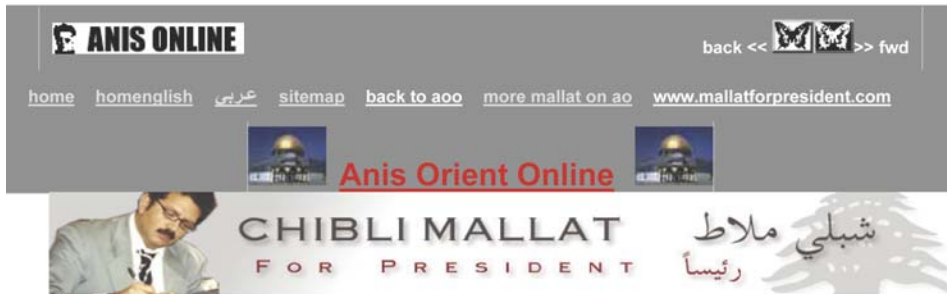 ANIS ONLINE
back << >> fwd
home homenglish عربي sitemap back to aoo more mallat on ao www.mallatforpresident.com
Anis Orient Online
CHIBLI MALLAT شبلي ملاط
FOR PRESIDENT رئيساً